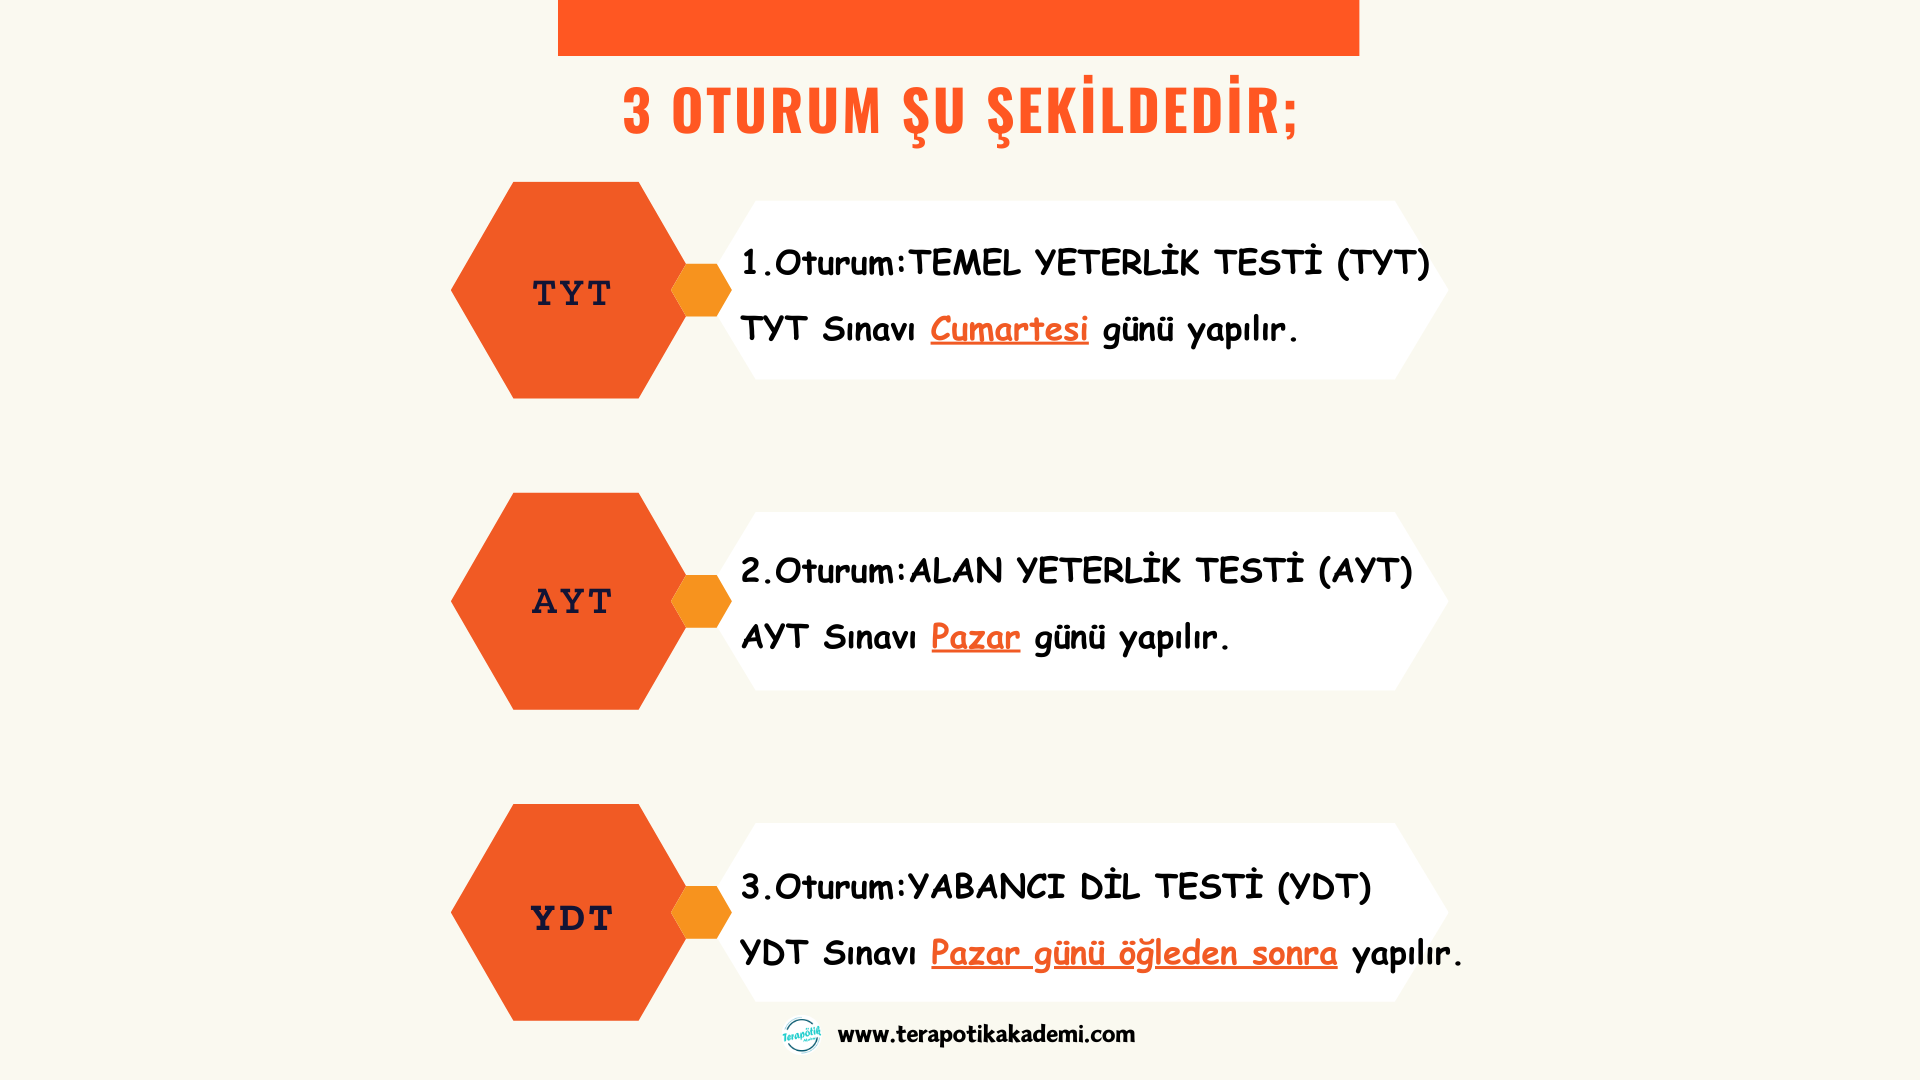 3 OTURUM ŞU ŞEKİLDEDİR;
TYT
1.Oturum:TEMEL YETERLİK TESTİ (TYT)
TYT Sınavı Cumartesi günü yapılır.
AYT
2.Oturum:ALAN YETERLİK TESTİ (AYT)
AYT Sınavı Pazar günü yapılır.
YDT
3.Oturum:YABANCI DİL TESTİ (YDT)
YDT Sınavı Pazar günü öğleden sonra yapılır.
Terapötik
www.terapotikakademi.com